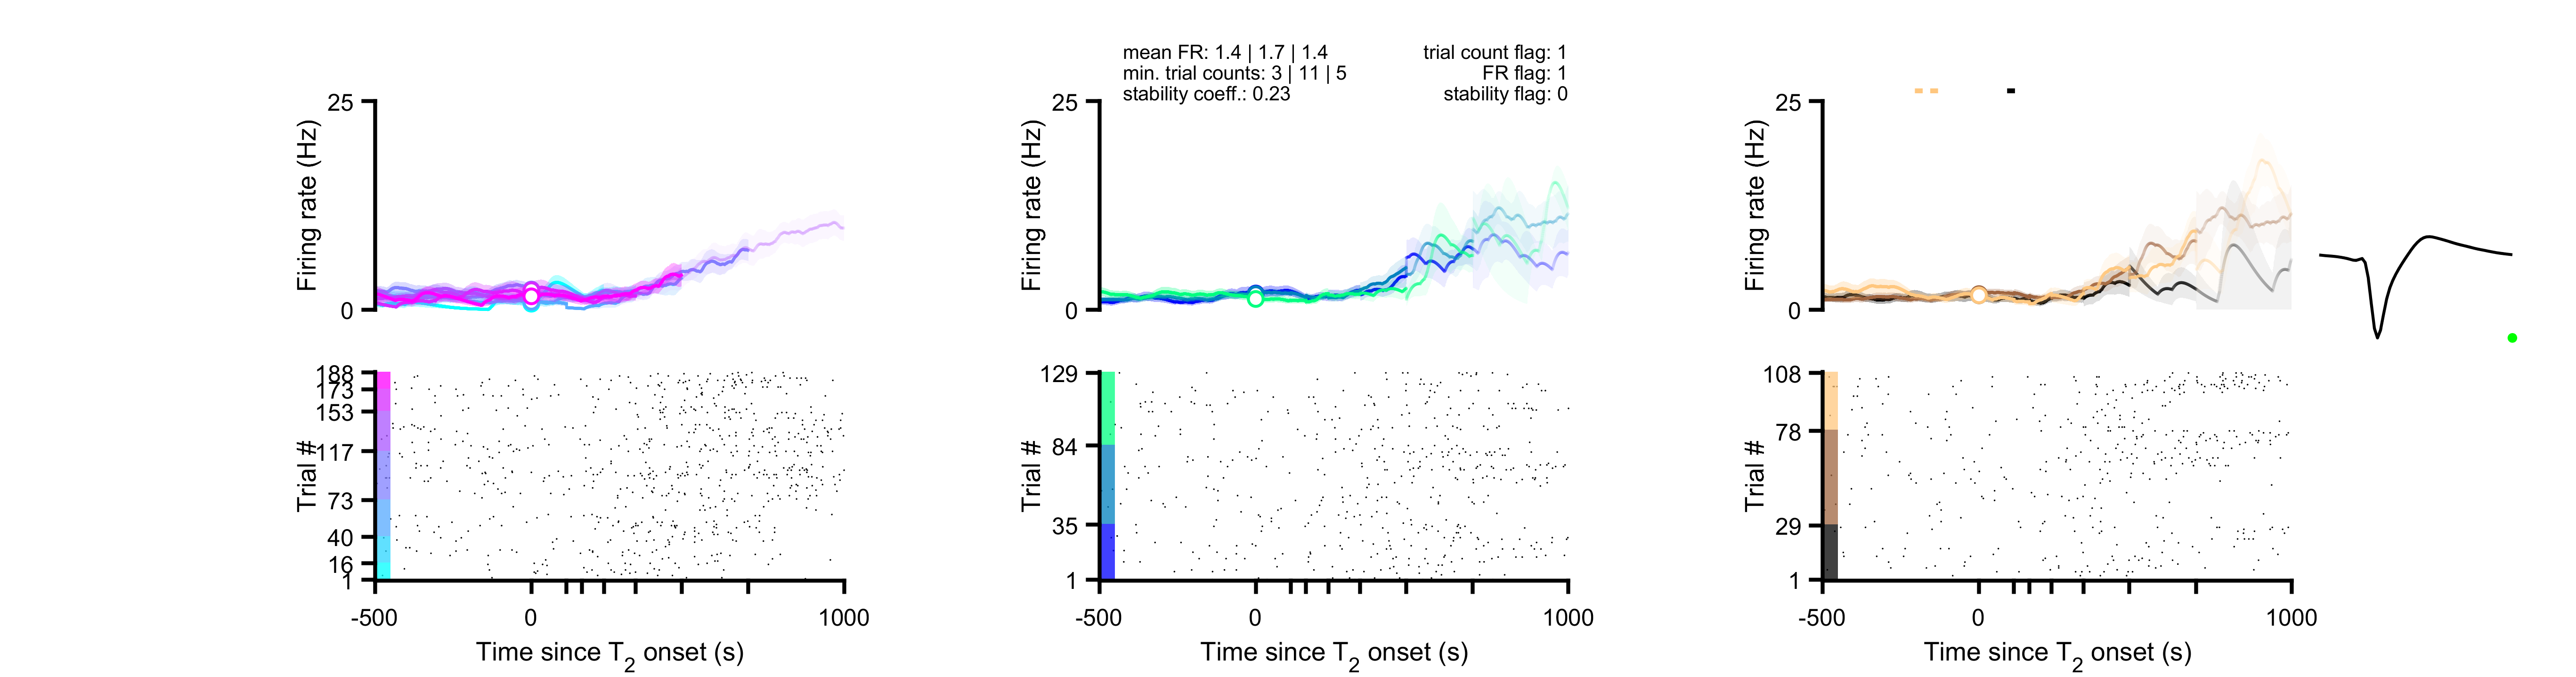 mean FR: 1.4 | 1.7 | 1.4
min. trial counts: 3 | 11 | 5
stability coeff.: 0.23
trial count flag: 1
FR flag: 1
stability flag: 0
25
0
Firing rate (Hz)
188
173
153
117
73
40
16
1
Trial #
-500
0
1000
Time since T2 onset (s)
25
0
Firing rate (Hz)
129
84
35
1
Trial #
-500
0
1000
Time since T2 onset (s)
25
0
Firing rate (Hz)
108
78
29
1
Trial #
-500
0
1000
Time since T2 onset (s)